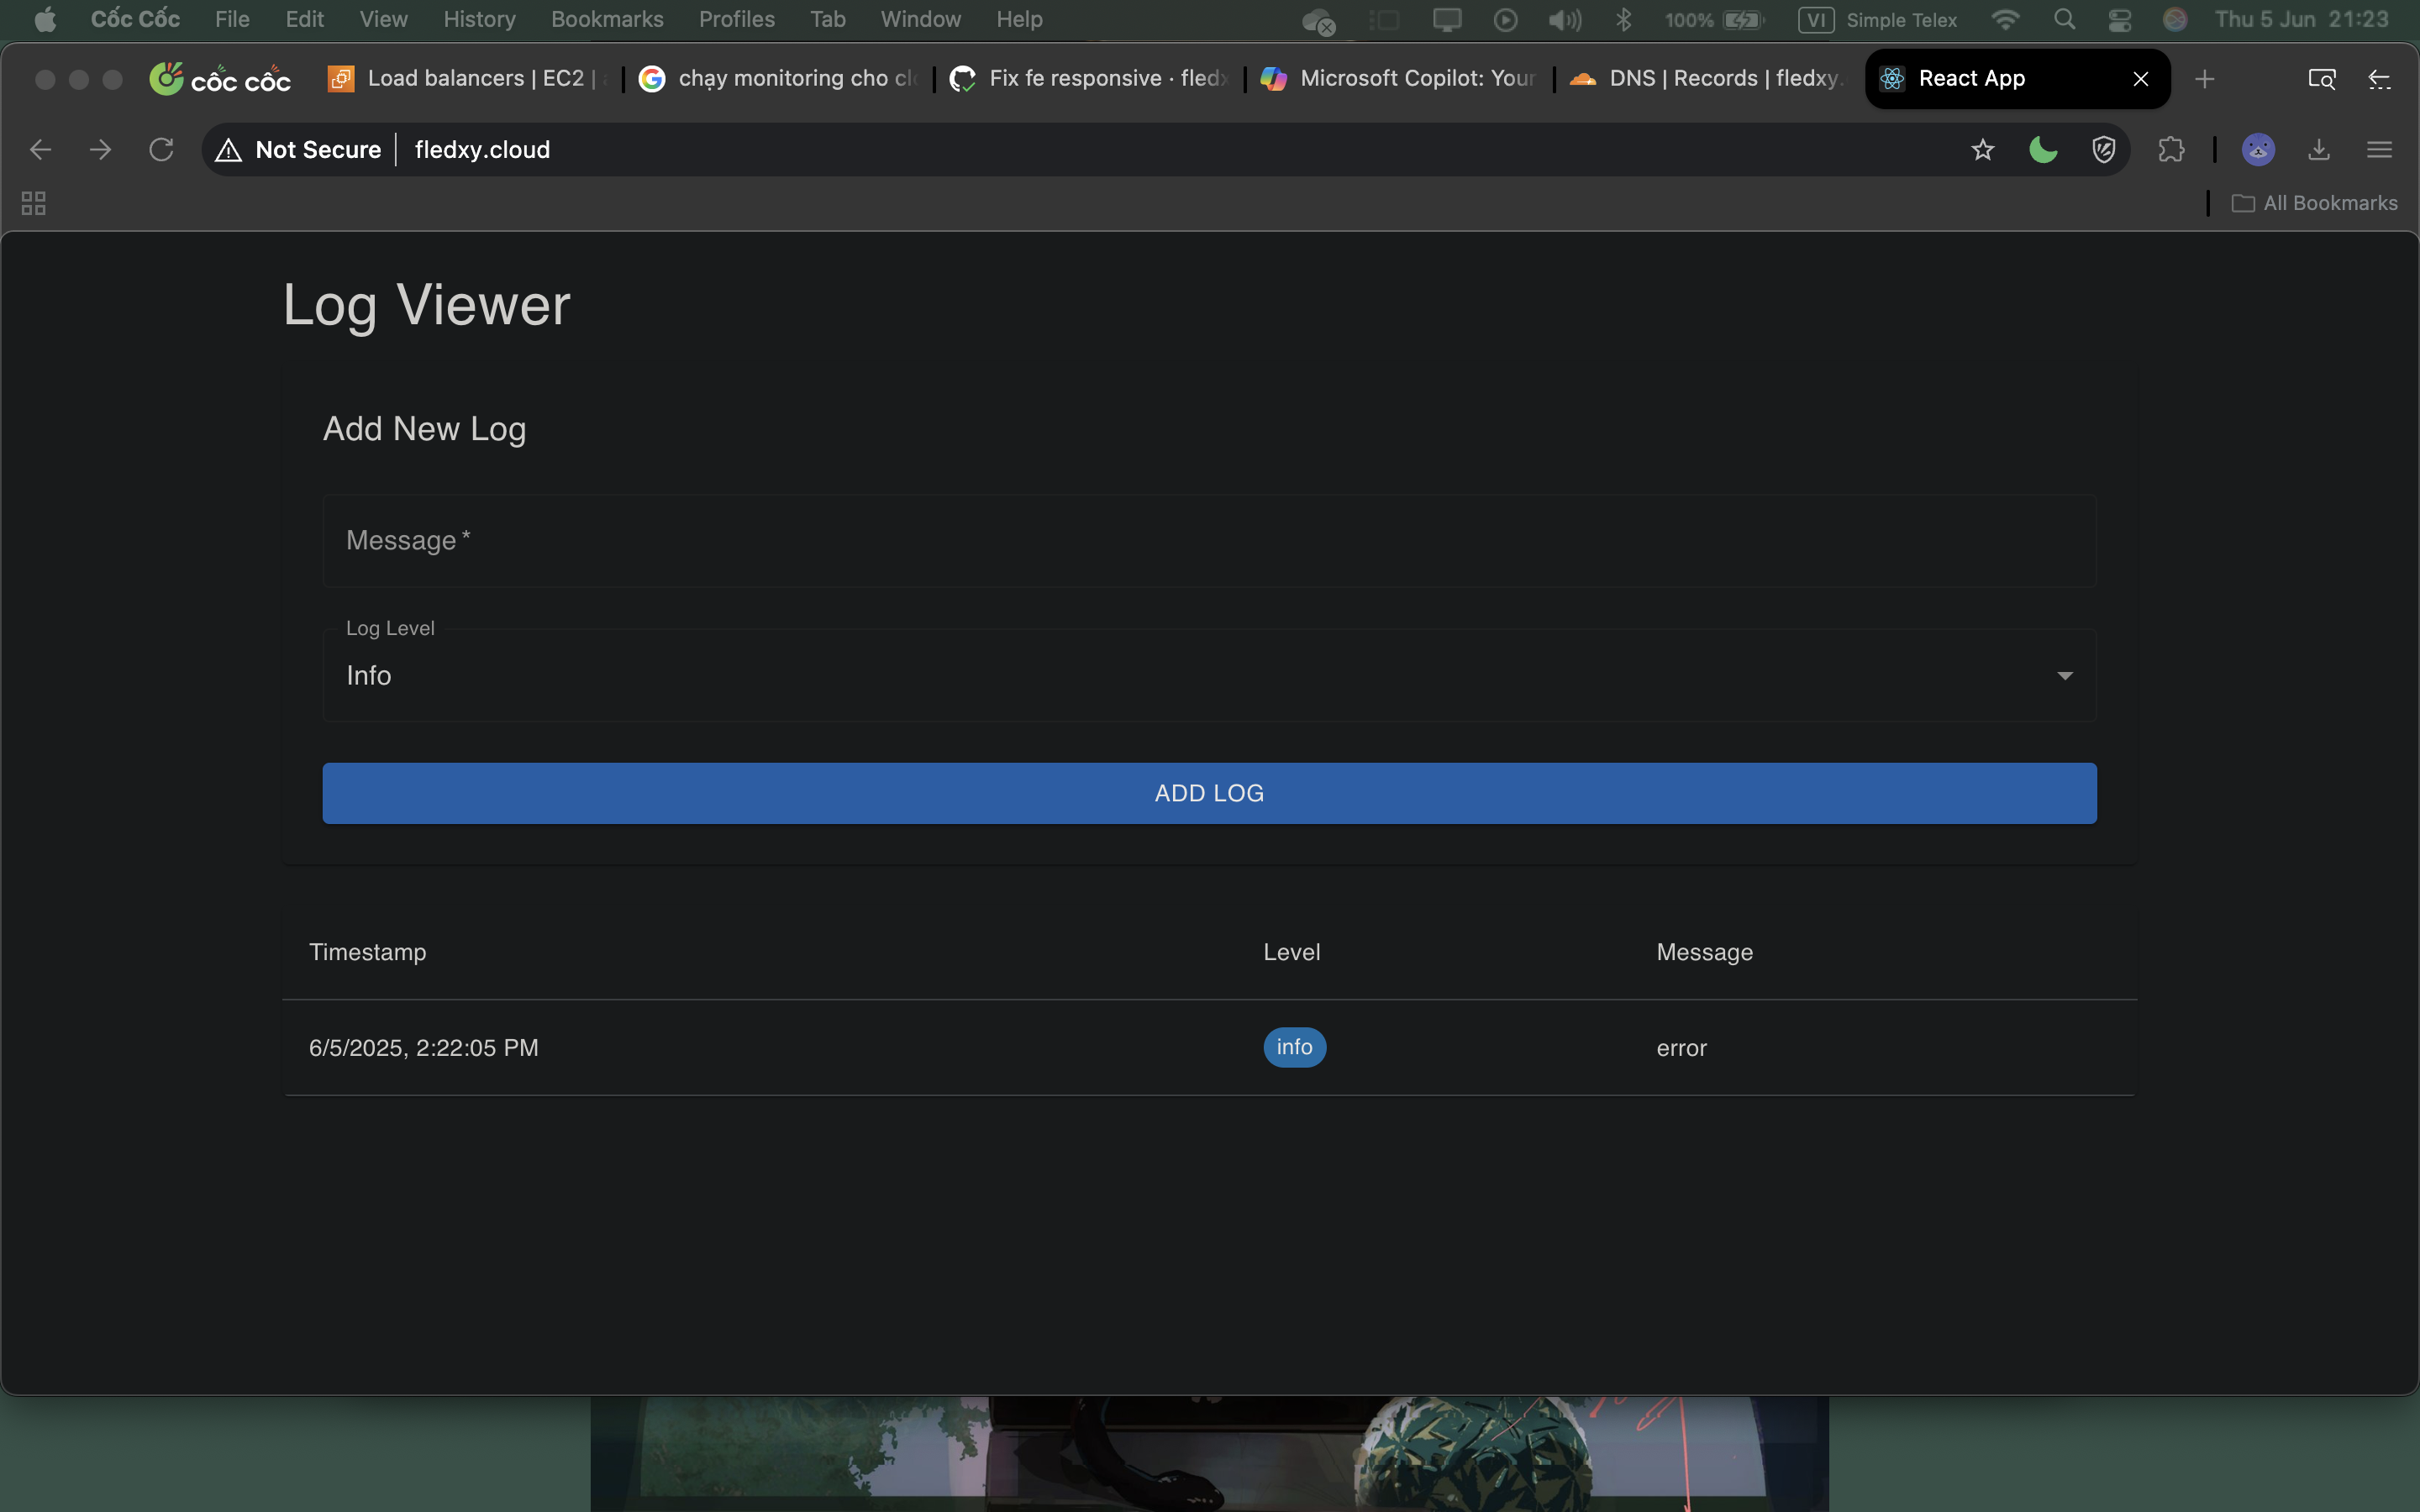 Cốc Cốc File Edit View History Bookmarks Profiles Tab Window Help 100% VI Simple Telex Thu 5 Jun 21:23
cốc cốc Load balancers | EC2 | chạy monitoring cho Fix fe responsive · Microsoft Copilot: Your DNS | Records | fledxy. React App
Not Secure fledxy.cloud
All Bookmarks
Log Viewer
Add New Log
Message *
Log Level
Info
ADD LOG
Timestamp Level Message
6/5/2025, 2:22:05 PM info error